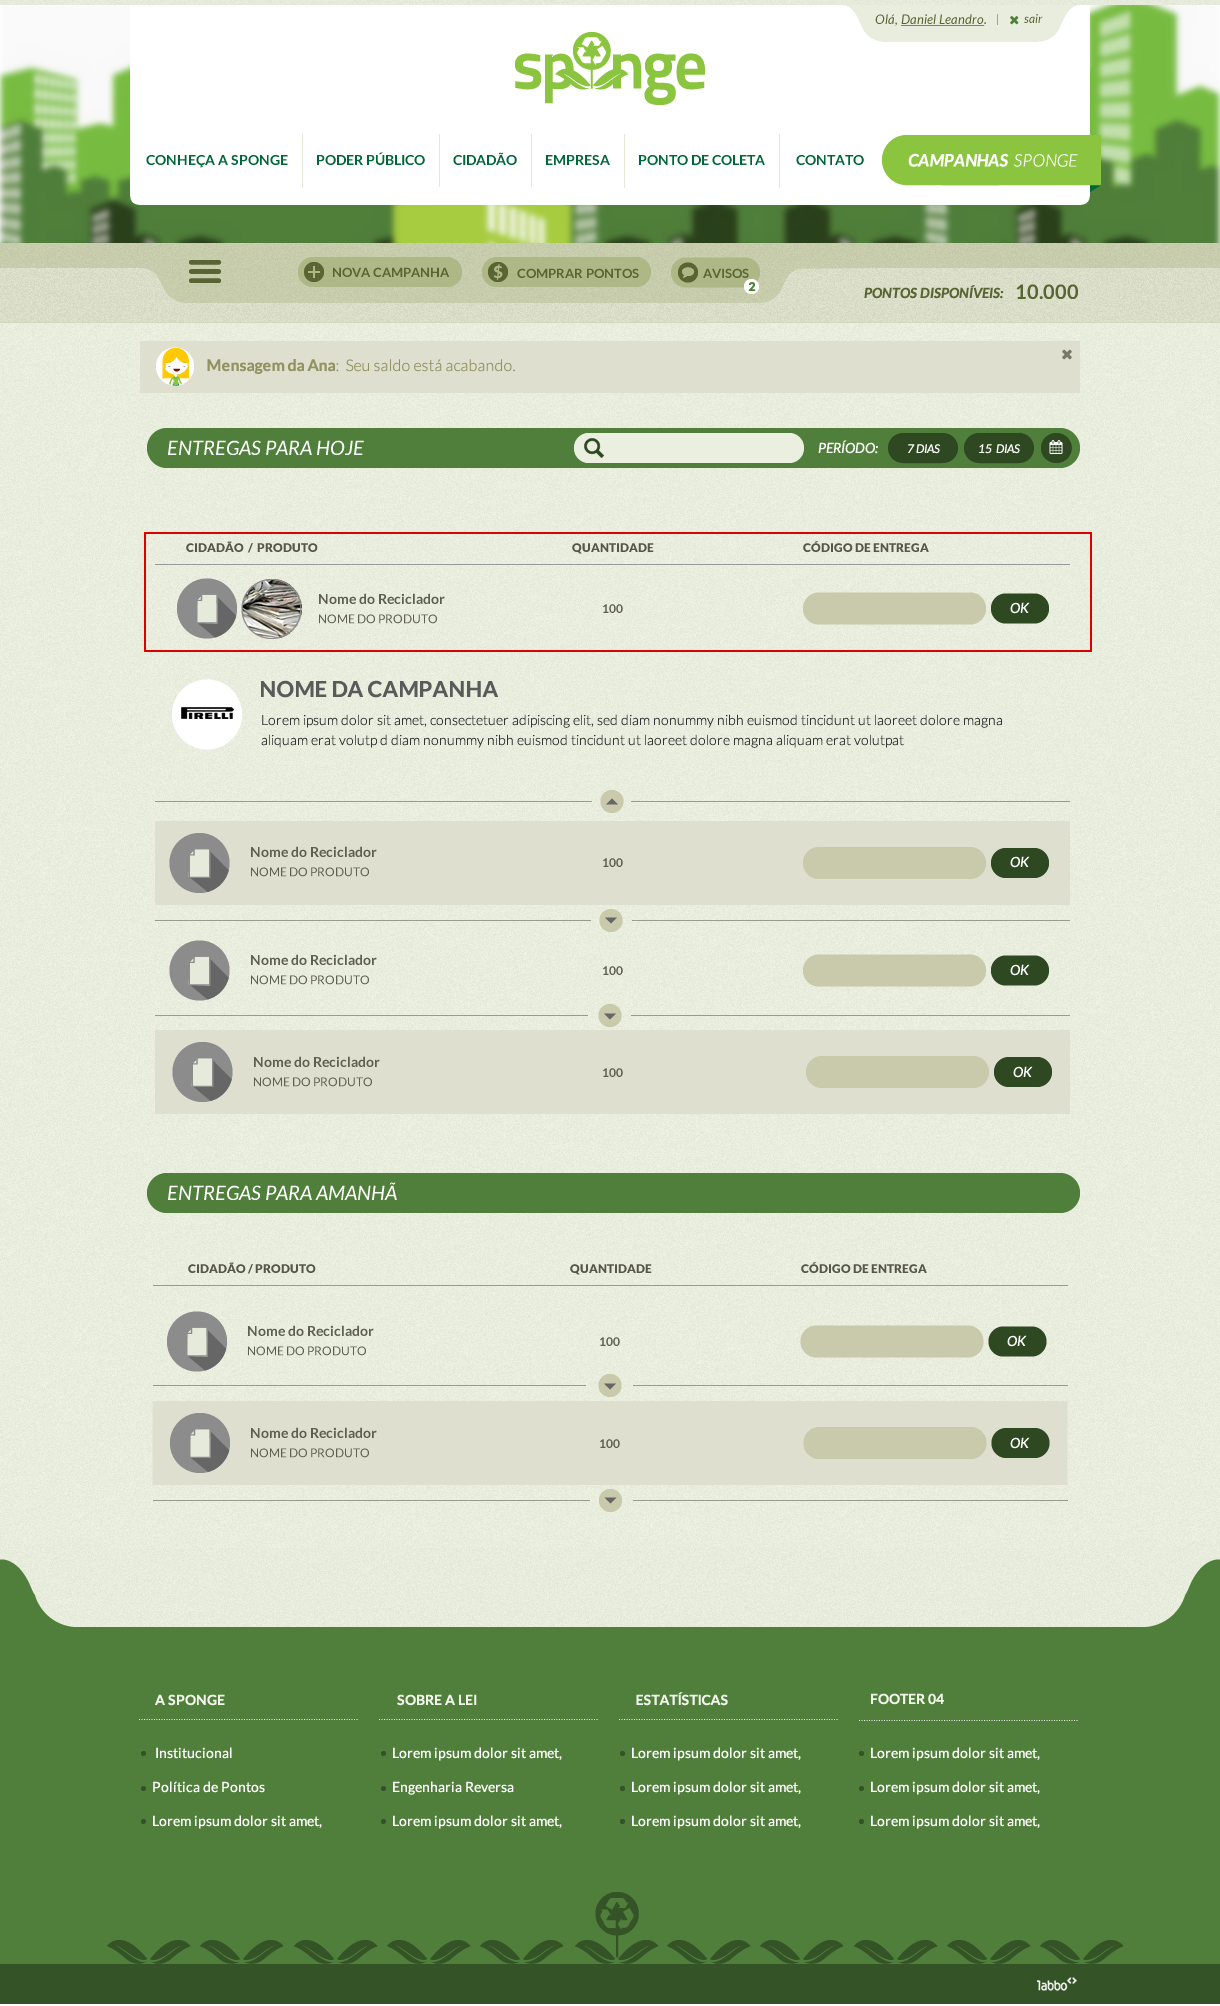 Olá, Daniel Leandro. | sair
sponge
CONHEÇA A SPONGE
PODER PÚBLICO
CIDADÃO
EMPRESA
PONTO DE COLETA
CONTATO
CAMPANHAS SPONGE
NOVA CAMPANHA
COMPRAR PONTOS
AVISOS
2
PONTOS DISPONÍVEIS: 10.000
Mensagem da Ana: Seu saldo está acabando.
ENTREGAS PARA HOJE
PERÍODO: 7 DIAS 15 DIAS
CIDADÃO / PRODUTO QUANTIDADE CÓDIGO DE ENTREGA
Nome do Reciclador
NOME DO PRODUTO
100
OK
PIRELLI
NOME DA CAMPANHA
Lorem ipsum dolor sit amet, consectetuer adipiscing elit, sed diam nonummy nibh euismod tincidunt ut laoreet dolore magna
aliquam erat volutp d diam nonummy nibh euismod tincidunt ut laoreet dolore magna aliquam erat volutpat
Nome do Reciclador
NOME DO PRODUTO
100
OK
Nome do Reciclador
NOME DO PRODUTO
100
OK
Nome do Reciclador
NOME DO PRODUTO
100
OK
ENTREGAS PARA AMANHÃ
CIDADÃO / PRODUTO QUANTIDADE CÓDIGO DE ENTREGA
Nome do Reciclador
NOME DO PRODUTO
100
OK
Nome do Reciclador
NOME DO PRODUTO
100
OK
A SPONGE
Institucional
Política de Pontos
Lorem ipsum dolor sit amet,
SOBRE A LEI
Lorem ipsum dolor sit amet,
Engenharia Reversa
Lorem ipsum dolor sit amet,
ESTATÍSTICAS
Lorem ipsum dolor sit amet,
Lorem ipsum dolor sit amet,
Lorem ipsum dolor sit amet,
FOOTER 04
Lorem ipsum dolor sit amet,
Lorem ipsum dolor sit amet,
Lorem ipsum dolor sit amet,
labbo